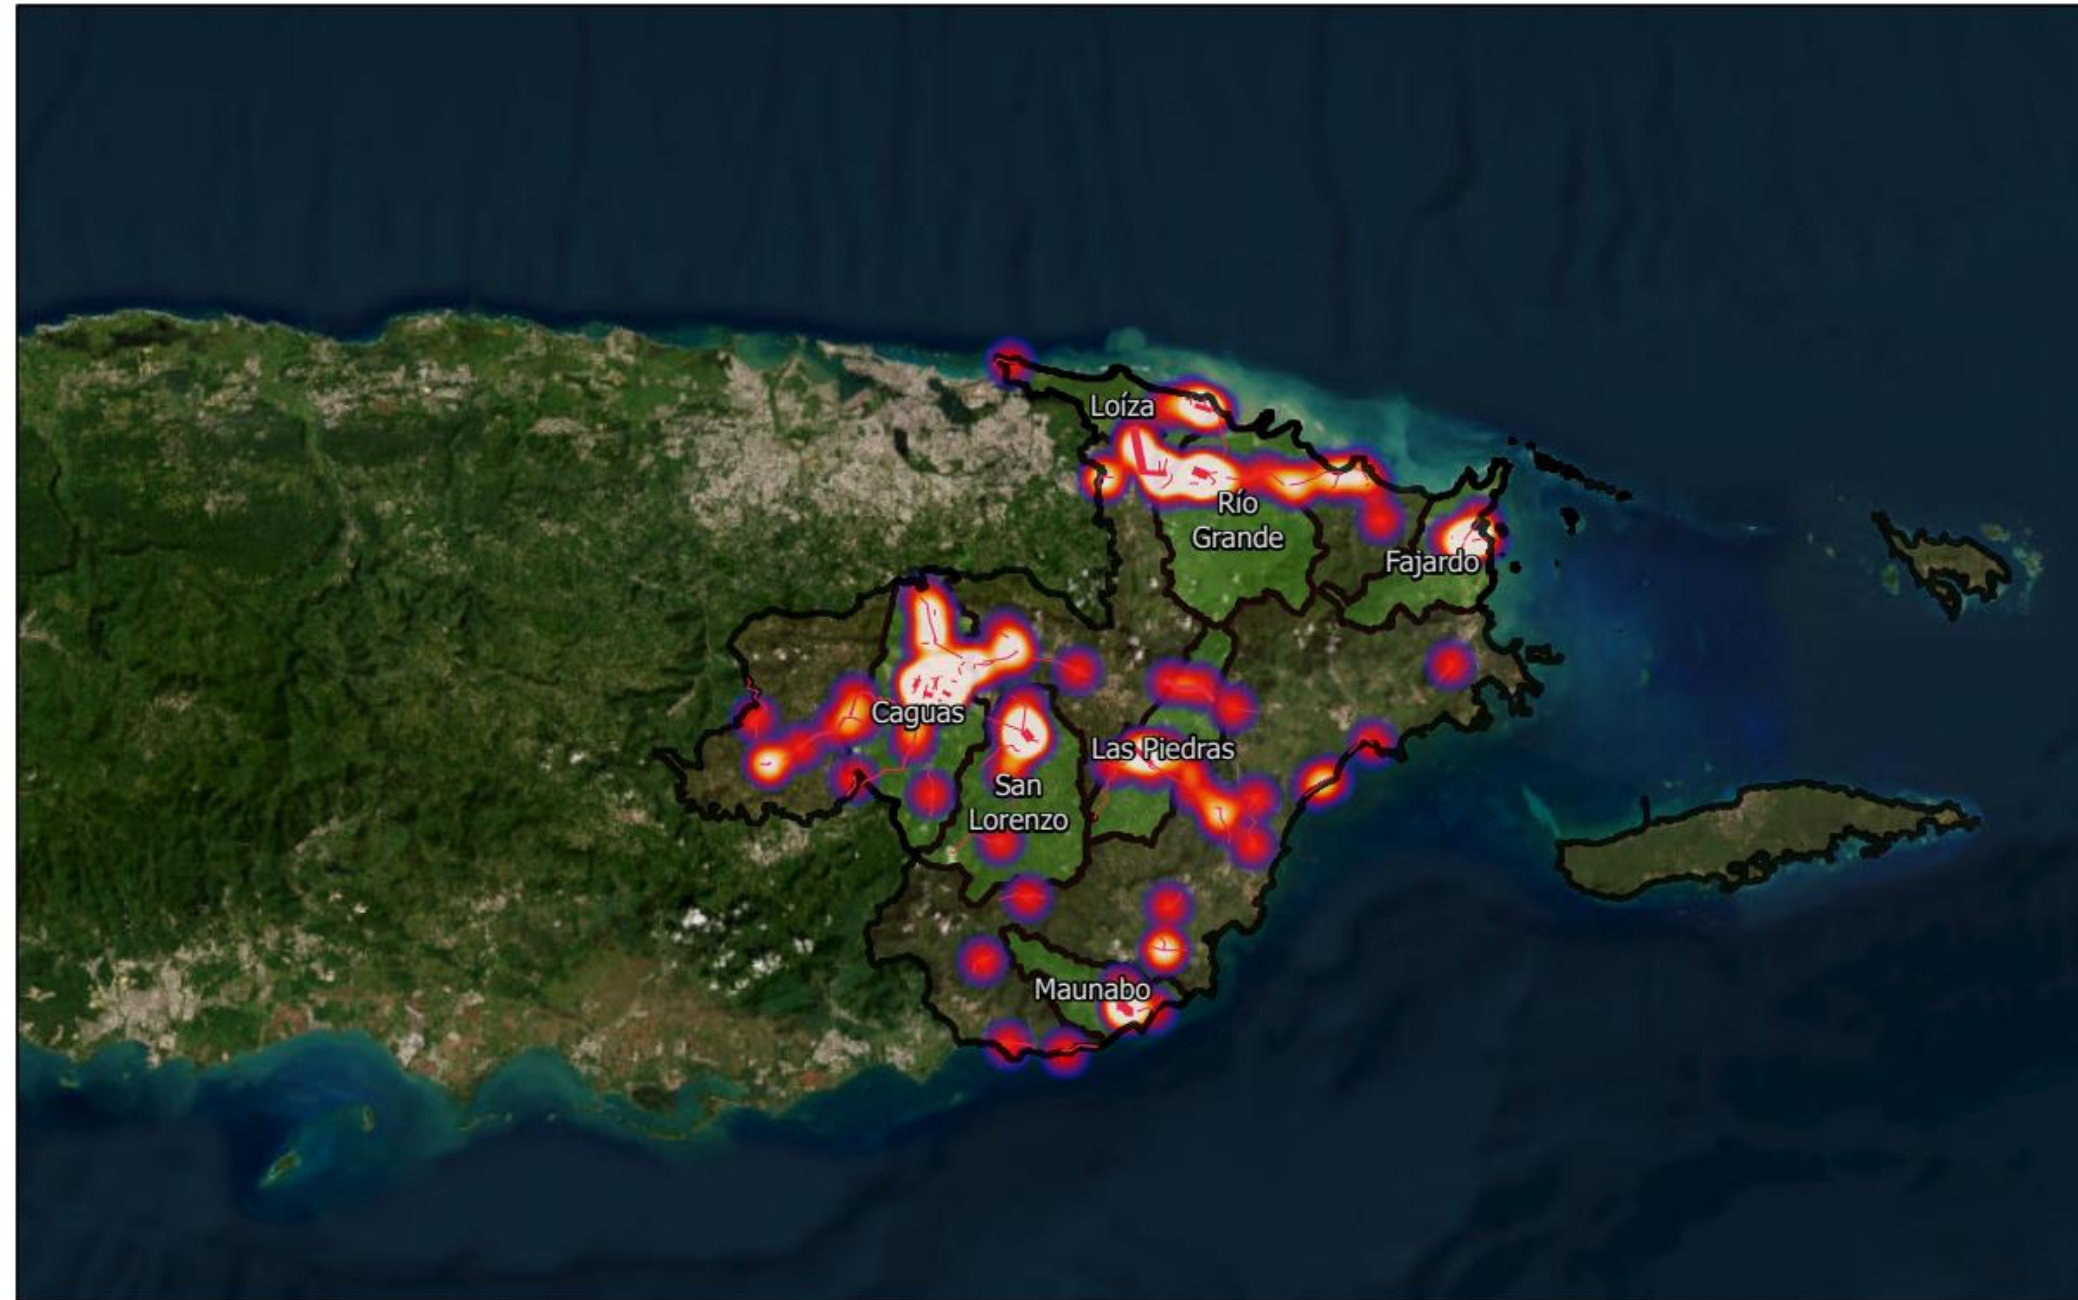 Loíza
Río
Grande
Fajardo
Caguas
Las Piedras
San
Lorenzo
Maunabo